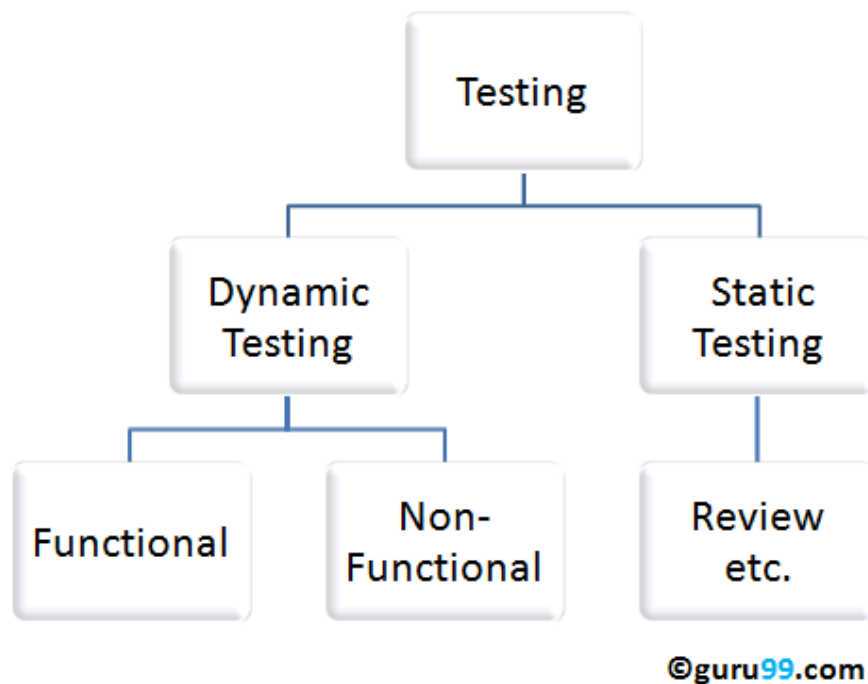 Testing
Dynamic
Testing
Static
Testing
Functional
Non-
Functional
Review
etc.
©guru99.com